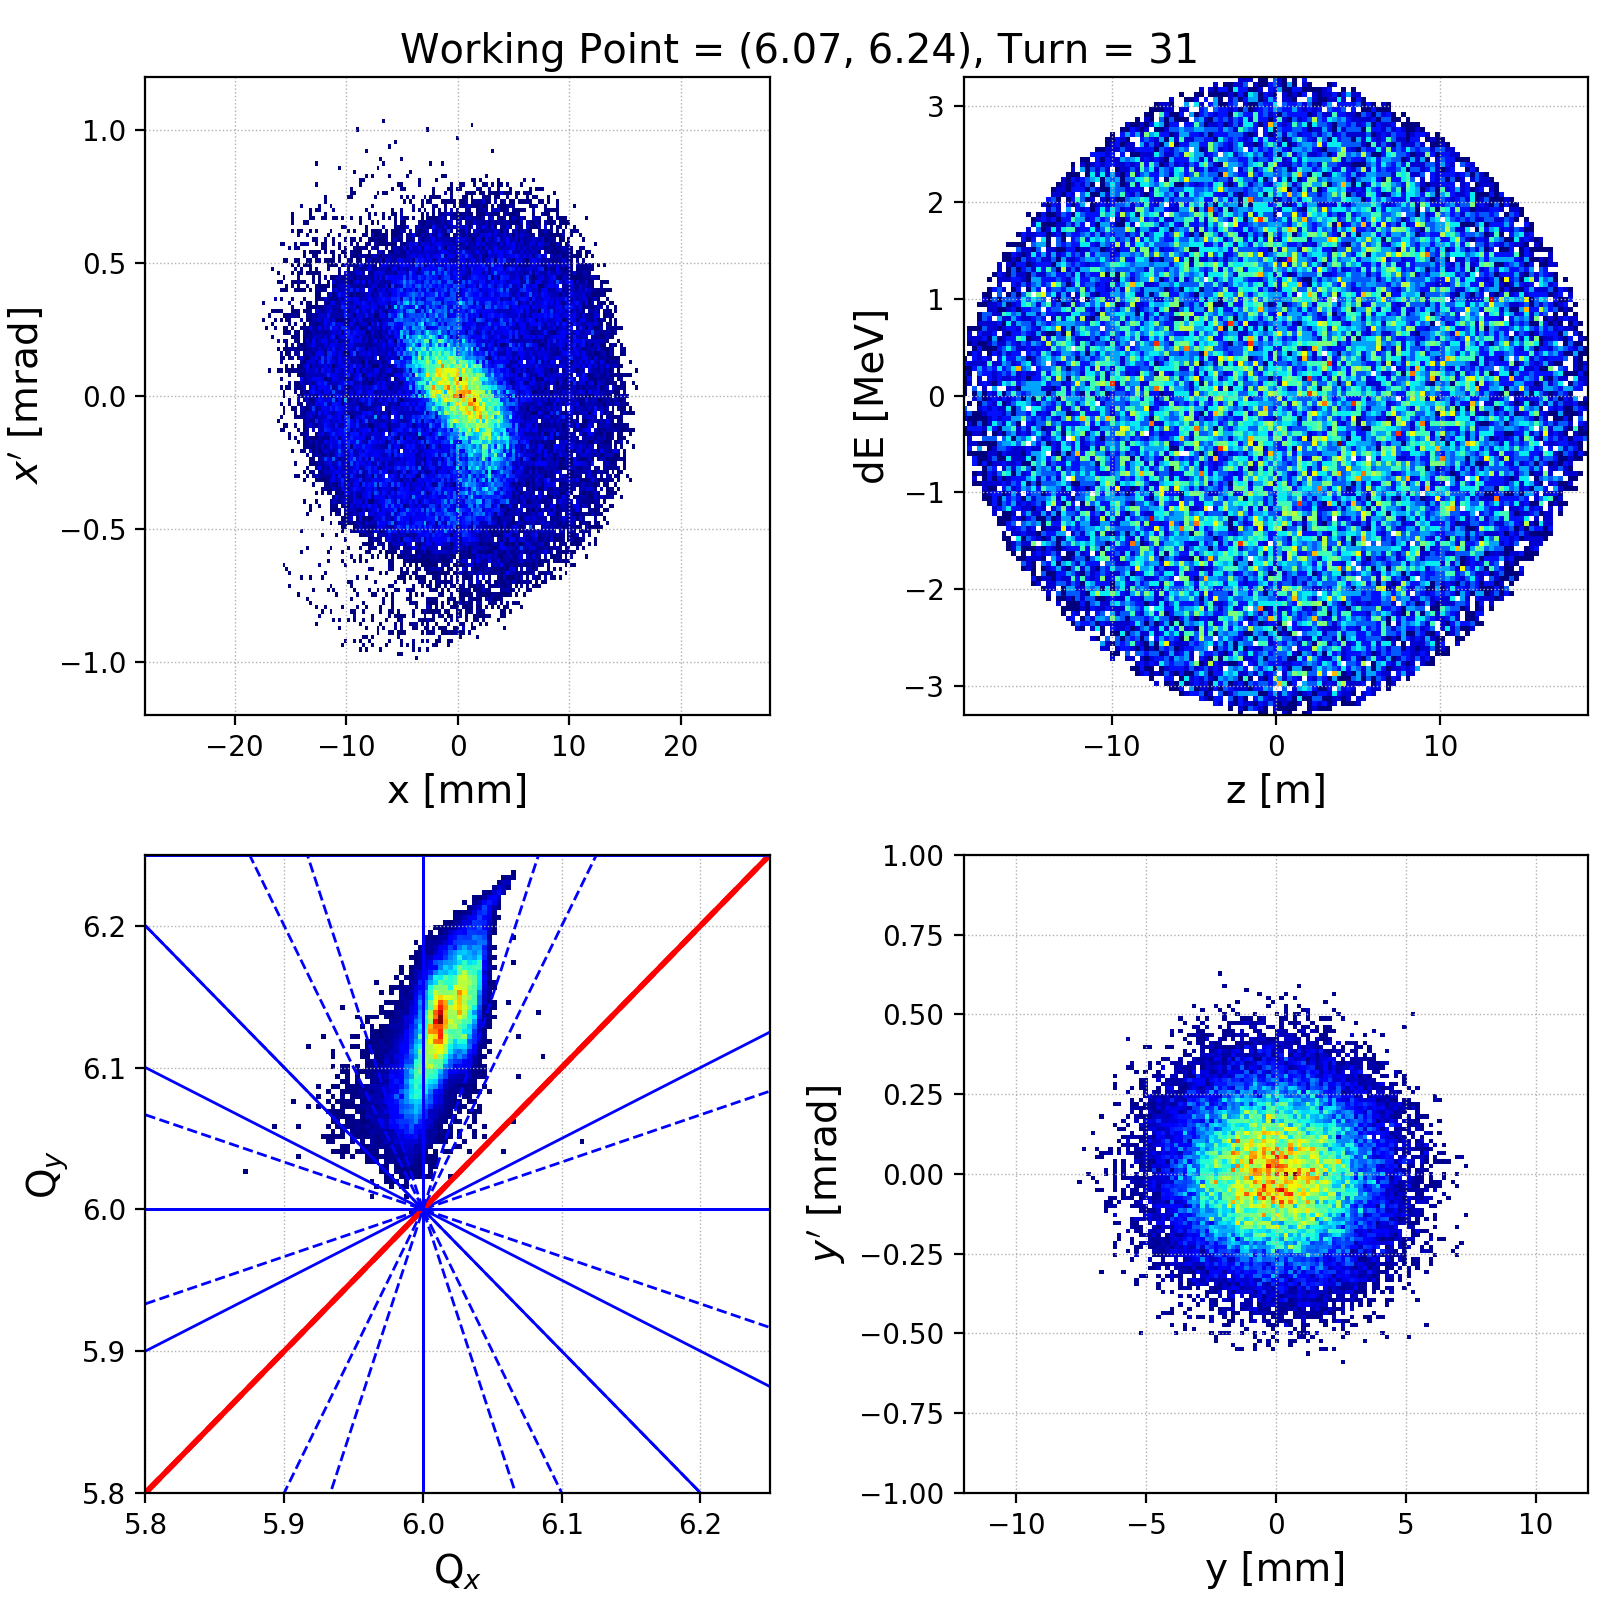 Working Point = (6.07, 6.24), Turn = 31
1.0
0.5
0.0
−0.5
−1.0
x′ [mrad]
−20 −10 0 10 20
x [mm]
3
2
1
0
−1
−2
−3
dE [MeV]
−10 0 10
z [m]
6.2
6.1
6.0
5.9
5.8
Qy
5.8 5.9 6.0 6.1 6.2
Qx
1.00
0.75
0.50
0.25
0.00
−0.25
−0.50
−0.75
−1.00
y′ [mrad]
−10 −5 0 5 10
y [mm]